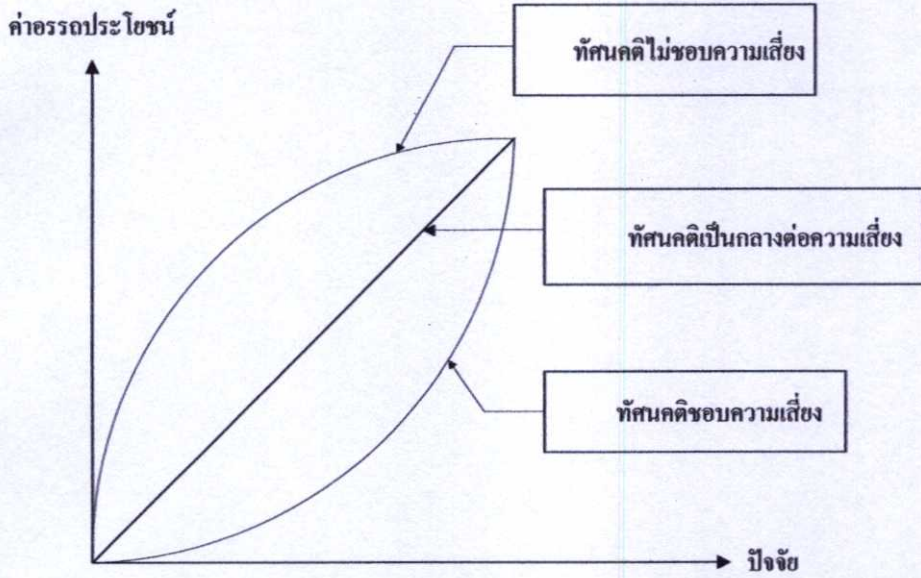 ค่าอรรถประโยชน์
ทัศนคติไม่ชอบความเสี่ยง
ทัศนคติเป็นกลางต่อความเสี่ยง
ทัศนคติชอบความเสี่ยง
ปัจจัย